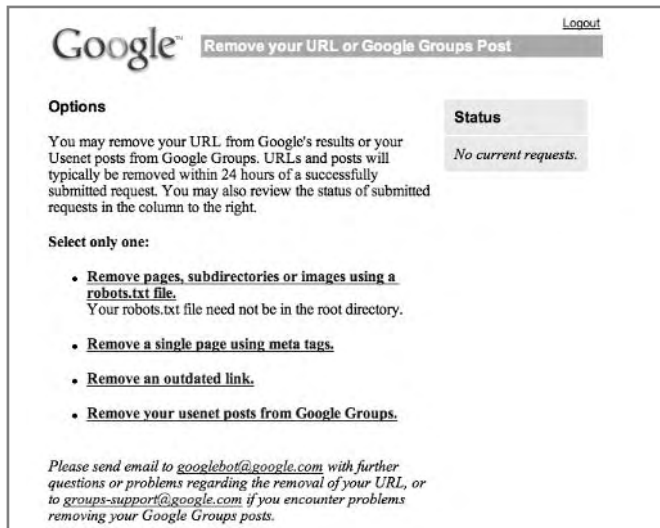 Logout
Google™ Remove your URL or Google Groups Post
Options
You may remove your URL from Google's results or your
Usenet posts from Google Groups. URLs and posts will
typically be removed within 24 hours of a successfully
submitted request. You may also review the status of submitted
requests in the column to the right.
Select only one:
• Remove pages, subdirectories or images using a
robots.txt file.
Your robots.txt file need not be in the root directory.
• Remove a single page using meta tags.
• Remove an outdated link.
• Remove your usenet posts from Google Groups.
Please send email to googlebot@google.com with further
questions or problems regarding the removal of your URL, or
to groups-support@google.com if you encounter problems
removing your Google Groups posts.
Status
No current requests.